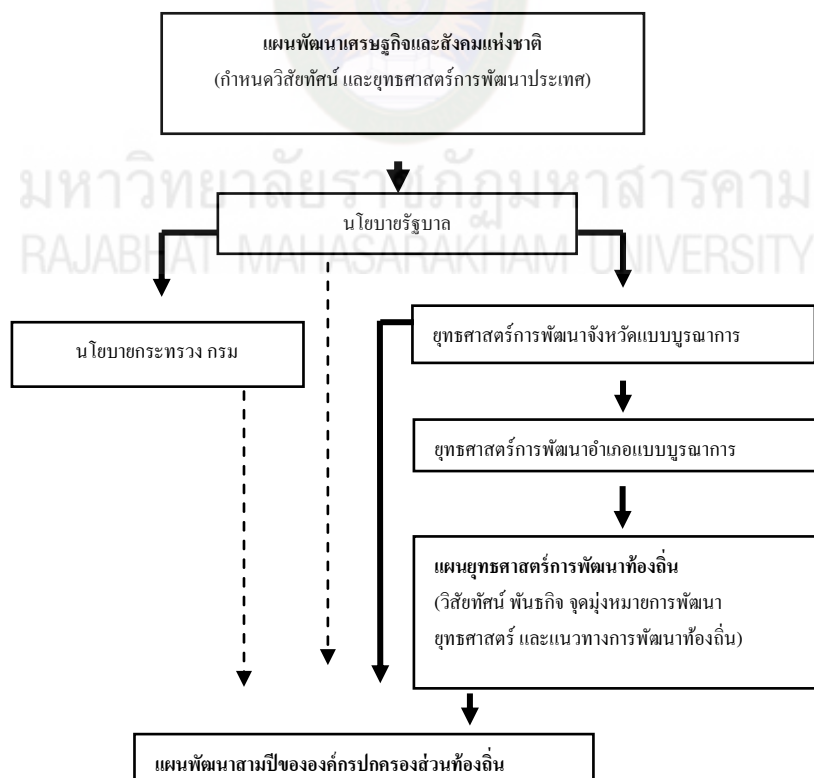 แผนพัฒนาเศรษฐกิจและสังคมแห่งชาติ
(กำหนดวิสัยทัศน์ และยุทธศาสตร์การพัฒนาประเทศ)
มหาวิทยาลัยราชภัฏมหาสารคาม
RAJABHAT MAHASARAKHAM UNIVERSITY
นโยบายรัฐบาล
นโยบายกระทรวง กรม
ยุทธศาสตร์การพัฒนาจังหวัดแบบบูรณาการ
ยุทธศาสตร์การพัฒนาอำเภอแบบบูรณาการ
แผนยุทธศาสตร์การพัฒนาท้องถิ่น
(วิสัยทัศน์ พันธกิจ จุดมุ่งหมายการพัฒนา
ยุทธศาสตร์ และแนวทางการพัฒนาท้องถิ่น)
แผนพัฒนาสามปีขององค์กรปกครองส่วนท้องถิ่น